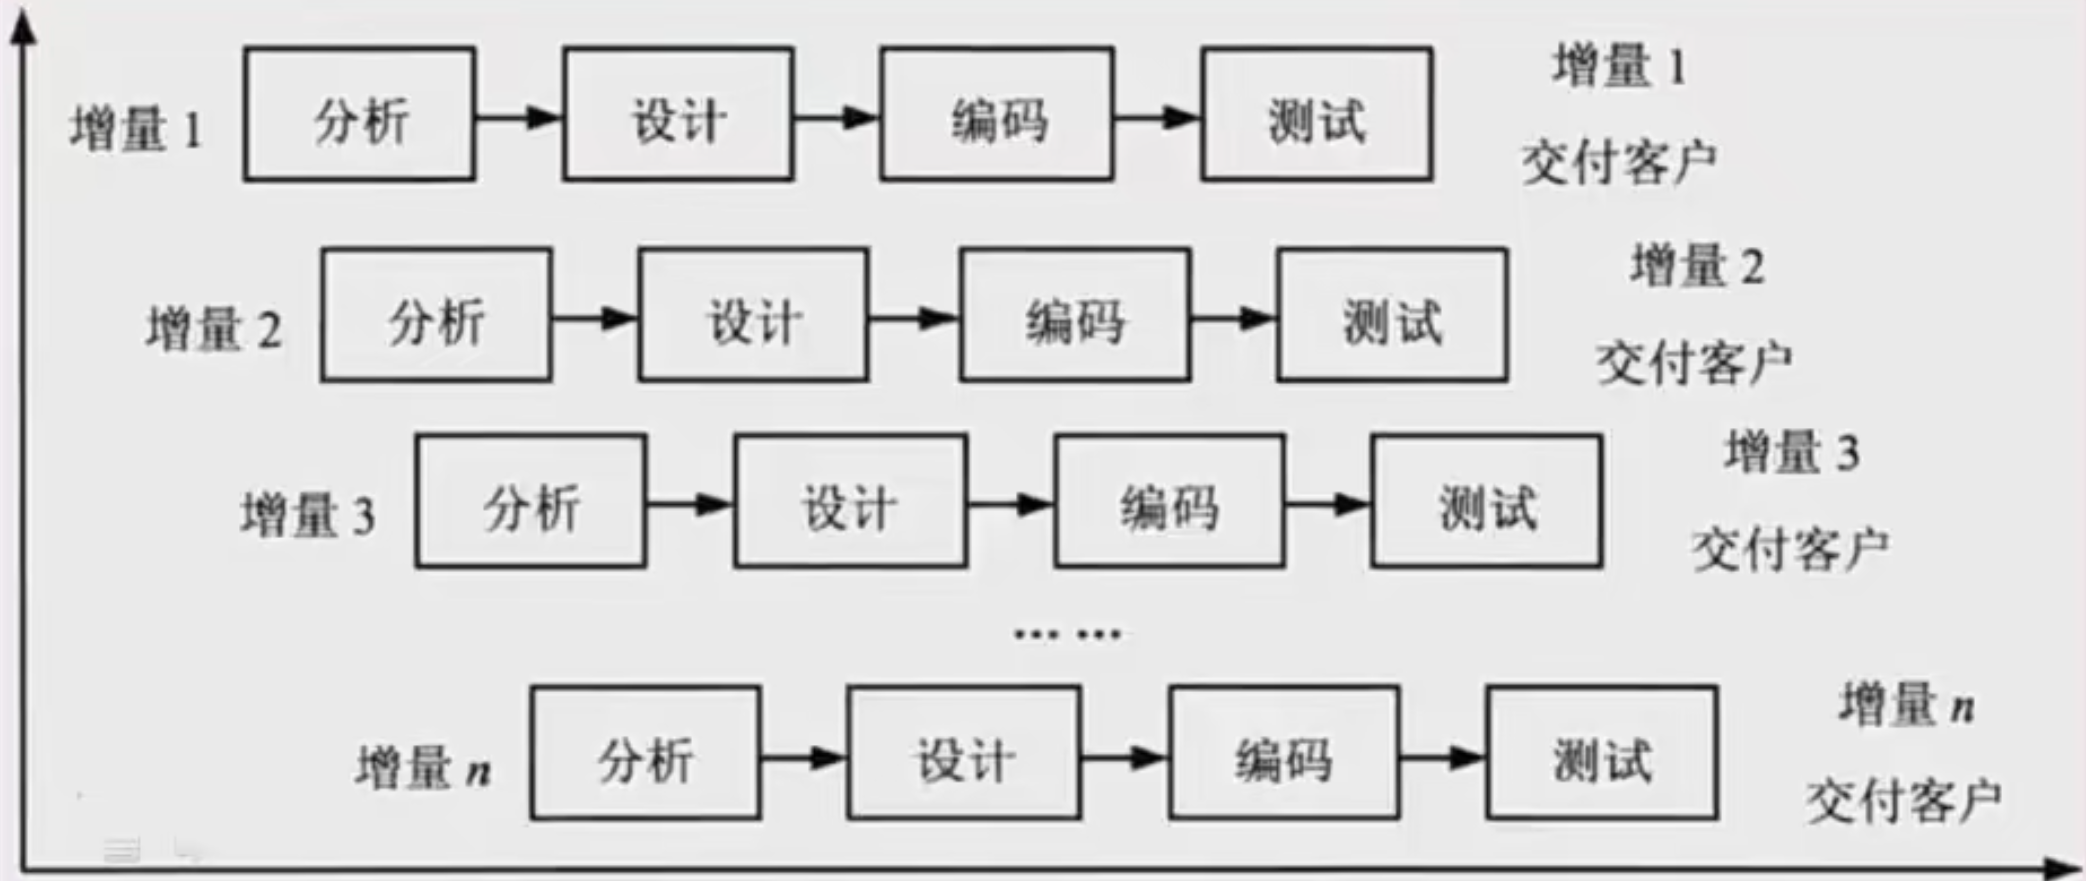 增量 1
分析
设计
编码
测试
增量 1
交付客户
增量 2
分析
设计
编码
测试
增量 2
交付客户
增量 3
分析
设计
编码
测试
增量 3
交付客户
… …
增量 n
分析
设计
编码
测试
增量 n
交付客户